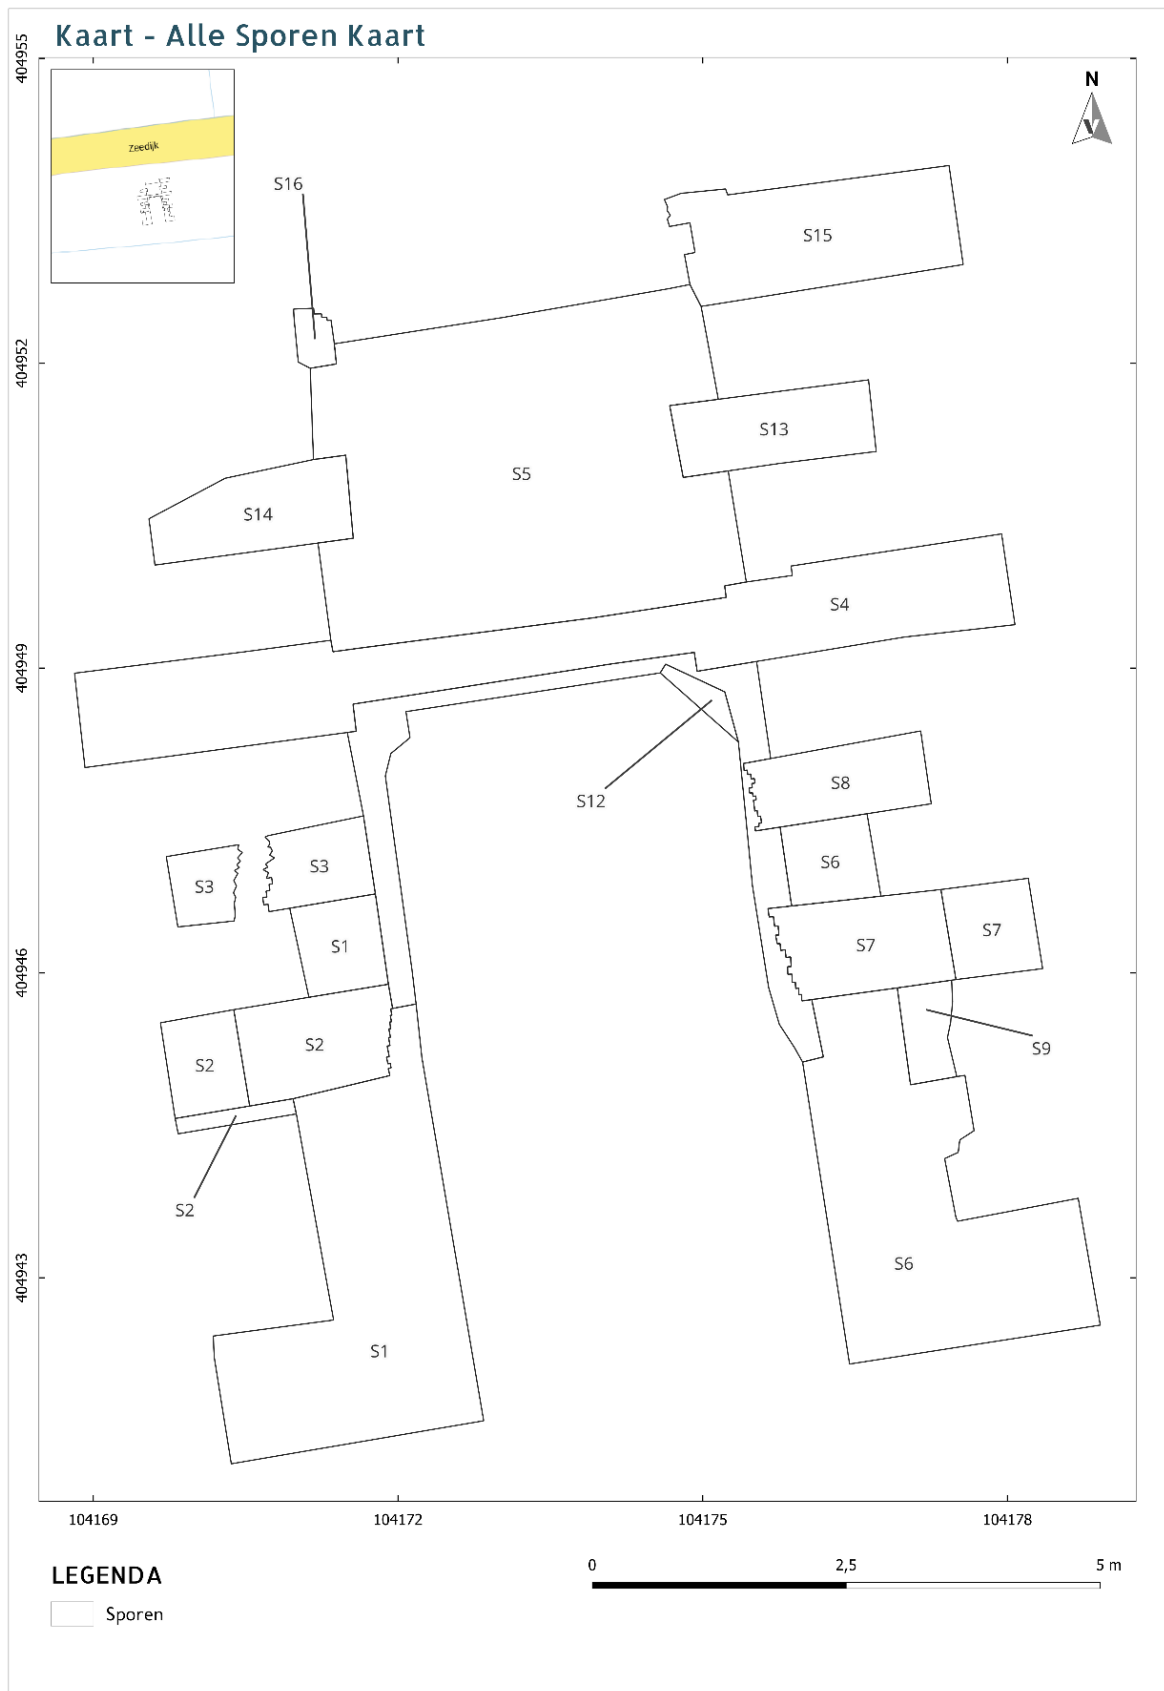 Kaart - Alle Sporen Kaart
404955
Zeedijk
N
S16
S15
404952
S13
S5
S14
S4
404949
S12
S8
S6
S3
S3
S7
S7
S1
404946
S9
S2
S2
S2
404943
S6
S1
104169
104172
104175
104178
LEGENDA
Sporen
0
2,5
5 m